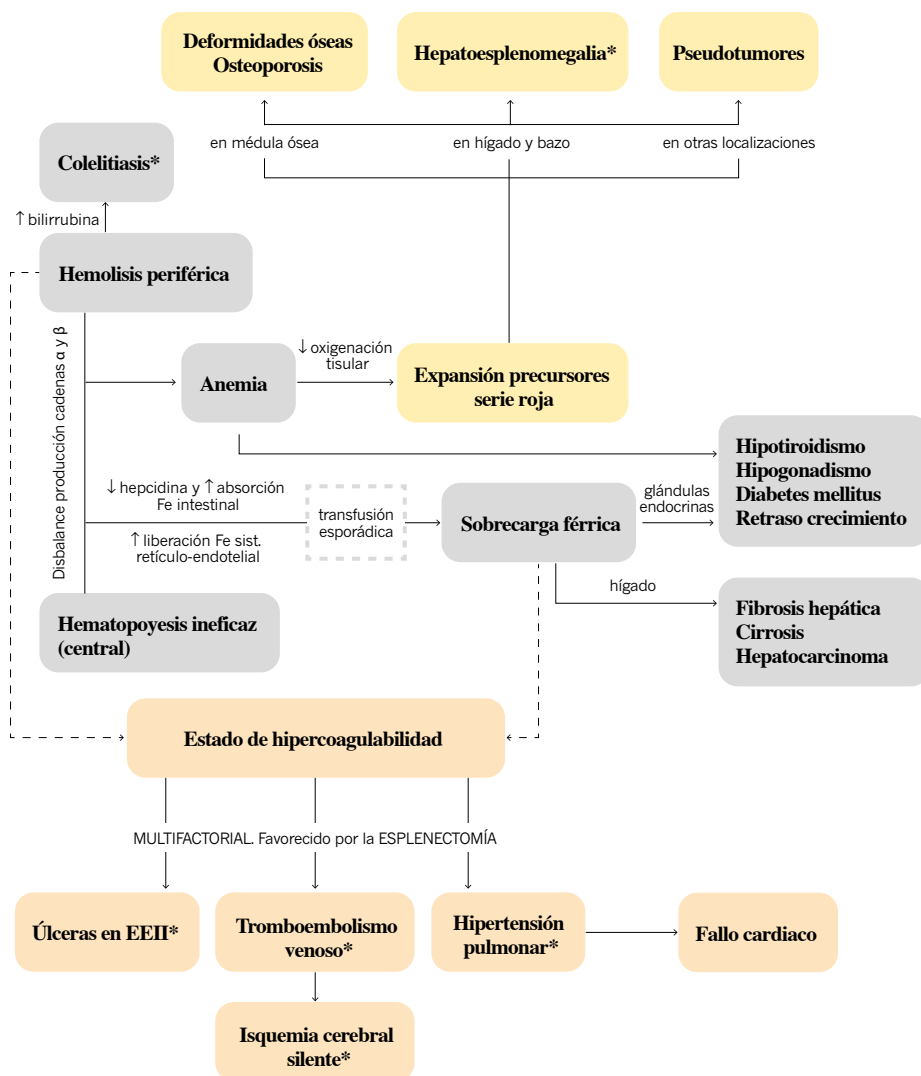 Deformidades óseas
Osteoporosis
Hepatoesplenomegalia*
Pseudotumores
en médula ósea
en hígado y bazo
en otras localizaciones
Colelitiasis*
↑ bilirrubina
Hemolisis periférica
Disbalance producción cadenas α y β
Anemia
↓ oxigenación
tisular
Expansión precursores
serie roja
Hipotiroidismo
Hipogonadismo
Diabetes mellitus
Retraso crecimiento
↓ hepcidina y ↑ absorción
Fe intestinal
↑ liberación Fe sist.
retículo-endotelial
transfusión
esporádica
Sobrecarga férrica
glándulas
endocrinas
hígado
Fibrosis hepática
Cirrosis
Hepatocarcinoma
Hematopoyesis ineficaz
(central)
Estado de hipercoagulabilidad
MULTIFACTORIAL. Favorecido por la ESPLENECTOMÍA
Úlceras en EEII*
Tromboembolismo
venoso*
Hipertensión
pulmonar*
Fallo cardiaco
Isquemia cerebral
silente*